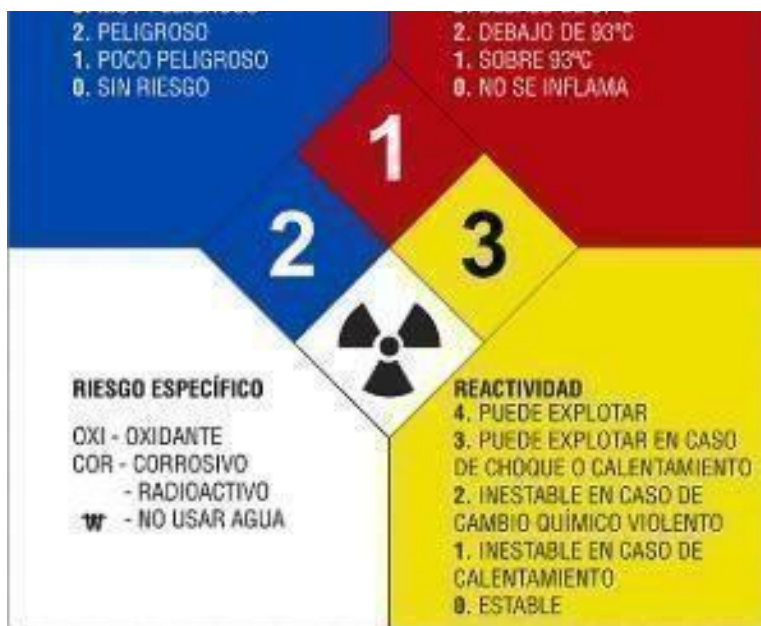 2. PELIGROSO
1. POCO PELIGROSO
0. SIN RIESGO
2. DEBAJO DE 93ºC
1. SOBRE 93ºC
0. NO SE INFLAMA
1
2
3
RIESGO ESPECÍFICO
OXI - OXIDANTE
COR - CORROSIVO
- RADIOACTIVO
W - NO USAR AGUA
REACTIVIDAD
4. PUEDE EXPLOTAR
3. PUEDE EXPLOTAR EN CASO
DE CHOQUE O CALENTAMIENTO
2. INESTABLE EN CASO DE
CAMBIO QUÍMICO VIOLENTO
1. INESTABLE EN CASO DE
CALENTAMIENTO
0. ESTABLE